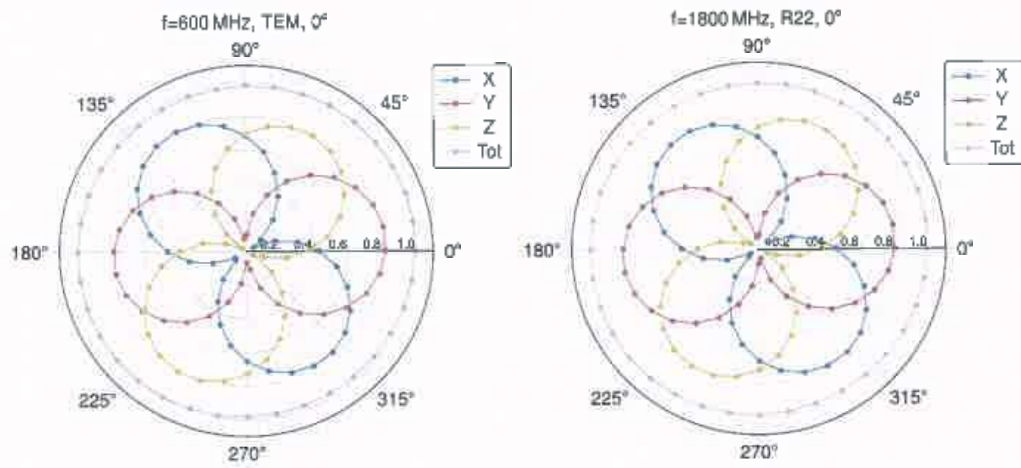 f=600 MHz, TEM, 0°
90°
135°
45°
X
Y
Z
Tot
180°
0.2 0.4 0.6 0.8 1.0
0°
225°
315°
270°
f=1800 MHz, R22, 0°
90°
135°
45°
X
Y
Z
Tot
180°
0.2 0.4 0.6 0.8 1.0
0°
225°
315°
270°